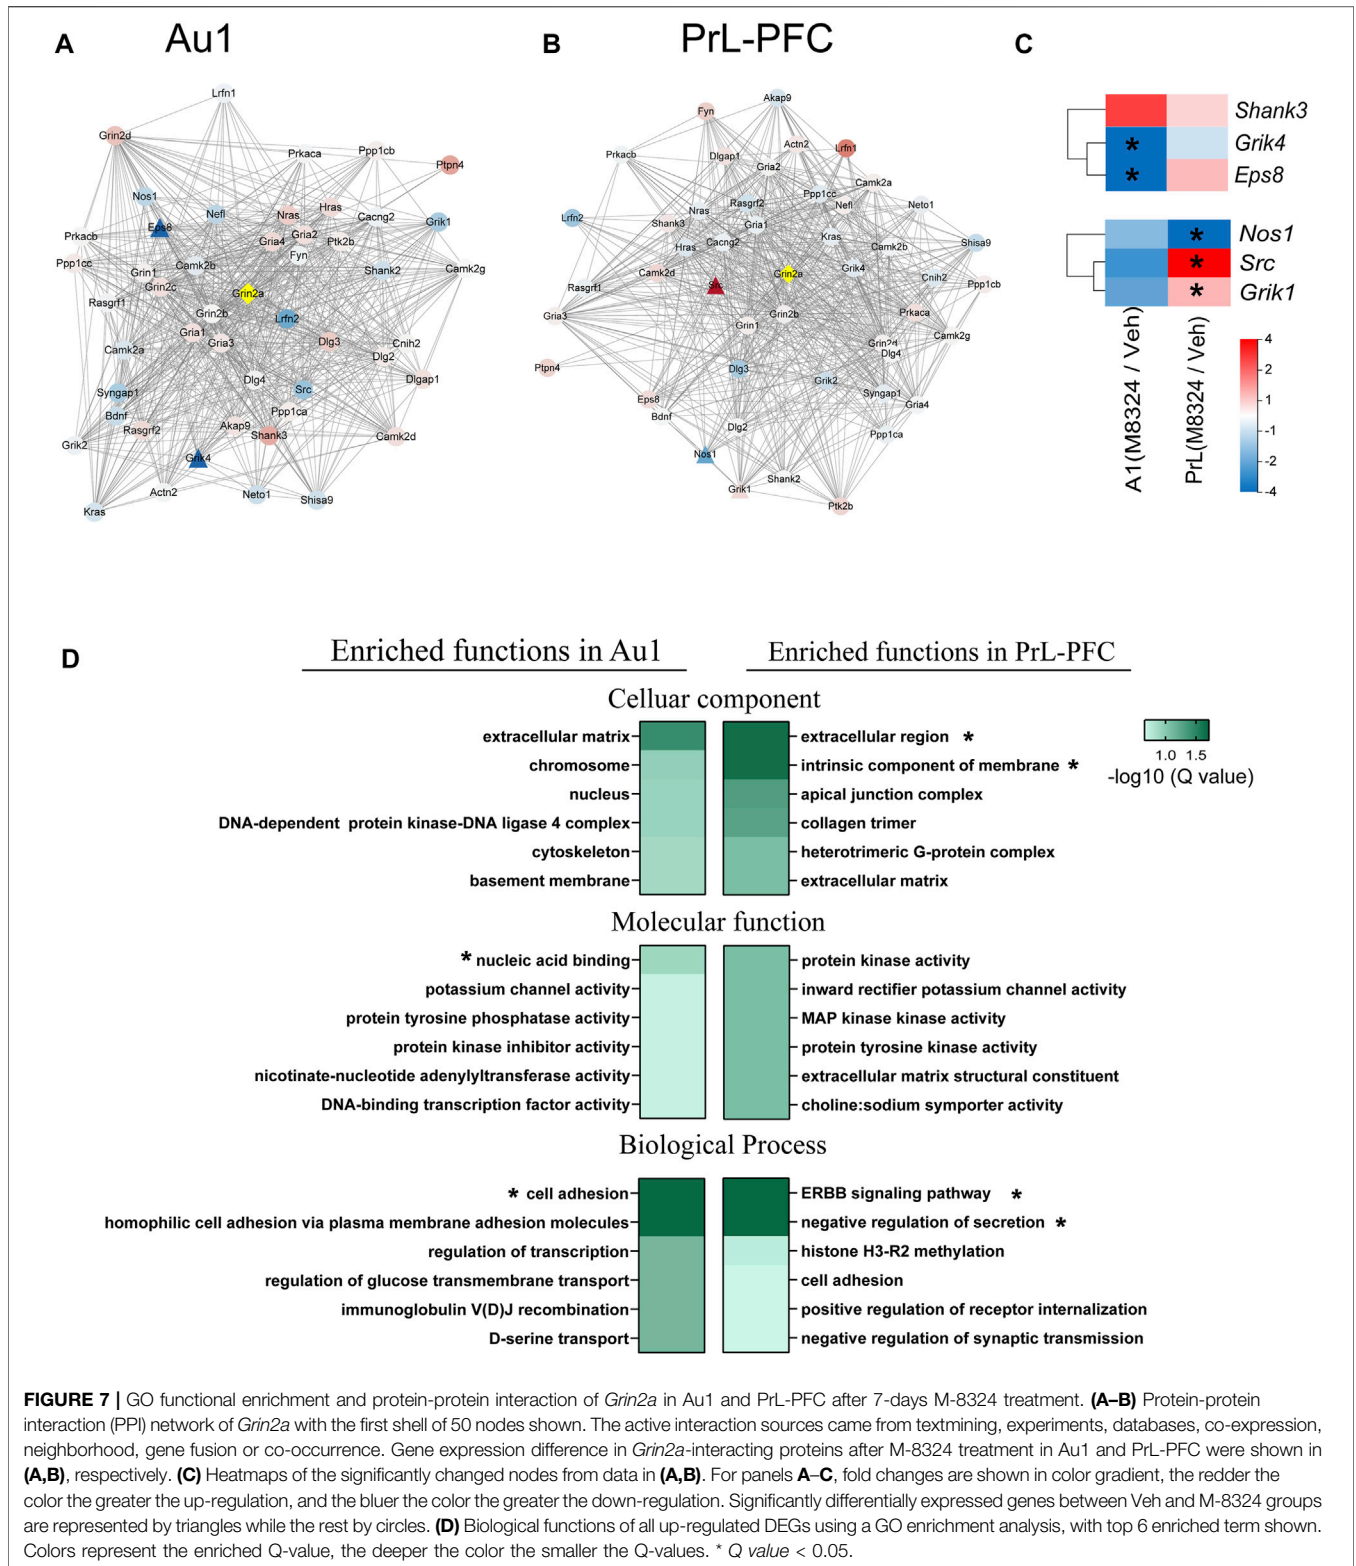 A
Au1
B
PrL-PFC
C
Lrfn1
Grin2d
Prkaca
Ppp1cb
Ptpn4
Nos1
Nefl
Nras
Hras
Cacng2
Grik1
Eps8
Prkacb
Gria4
Gria2
Ptk2b
Fyn
Ppp1cc
Grin1
Camk2b
Shank2
Camk2g
Grin2c
Grin2a
Rasgrf1
Grin2b
Lrfn2
Gria1
Gria3
Dlg3
Cnih2
Camk2a
Dlg2
Dlg4
Src
Dlgap1
Syngap1
Bdnf
Ppp1ca
Rasgrf2
Akap9
Shank3
Camk2d
Grik2
Grik4
Actn2
Neto1
Shisa9
Kras
Akap9
Fyn
Actn2
Lrfn1
Prkacb
Dlgap1
Gria2
Camk2a
Ppp1cc
Rasgrf2
Nefl
Neto1
Nras
Lrfn2
Shank3
Gria1
Kras
Hras
Cacng2
Camk2b
Shisa9
Camk2d
Grin2a
Grik4
Cnih2
Ppp1cb
Rasgrf1
Src
Gria3
Grin2b
Prkaca
Grin1
Camk2g
Grin2d
Dlg4
Ptpn4
Dlg3
Grik2
Syngap1
Eps8
Gria4
Bdnf
Dlg2
Ppp1ca
Nos1
Shank2
Grik1
Ptk2b
Shank3
* Grik4
* Eps8
* Nos1
* Src
* Grik1
A1(M8324 / Veh)
PrL(M8324 / Veh)
4
2
1
-1
-2
-4
D
Enriched functions in Au1
Enriched functions in PrL-PFC
Celluar component
extracellular matrix
chromosome
nucleus
DNA-dependent protein kinase-DNA ligase 4 complex
cytoskeleton
basement membrane
extracellular region *
intrinsic component of membrane *
apical junction complex
collagen trimer
heterotrimeric G-protein complex
extracellular matrix
1.0 1.5
-log10 (Q value)
Molecular function
* nucleic acid binding
potassium channel activity
protein tyrosine phosphatase activity
protein kinase inhibitor activity
nicotinate-nucleotide adenylyltransferase activity
DNA-binding transcription factor activity
protein kinase activity
inward rectifier potassium channel activity
MAP kinase kinase activity
protein tyrosine kinase activity
extracellular matrix structural constituent
choline:sodium symporter activity
Biological Process
* cell adhesion
homophilic cell adhesion via plasma membrane adhesion molecules
regulation of transcription
regulation of glucose transmembrane transport
immunoglobulin V(D)J recombination
D-serine transport
ERBB signaling pathway *
negative regulation of secretion *
histone H3-R2 methylation
cell adhesion
positive regulation of receptor internalization
negative regulation of synaptic transmission
FIGURE 7 | GO functional enrichment and protein-protein interaction of Grin2a in Au1 and PrL-PFC after 7-days M-8324 treatment. (A–B) Protein-protein
interaction (PPI) network of Grin2a with the first shell of 50 nodes shown. The active interaction sources came from textmining, experiments, databases, co-expression,
neighborhood, gene fusion or co-occurrence. Gene expression difference in Grin2a-interacting proteins after M-8324 treatment in Au1 and PrL-PFC were shown in
(A,B), respectively. (C) Heatmaps of the significantly changed nodes from data in (A,B). For panels A–C, fold changes are shown in color gradient, the redder the
color the greater the up-regulation, and the bluer the color the greater the down-regulation. Significantly differentially expressed genes between Veh and M-8324 groups
are represented by triangles while the rest by circles. (D) Biological functions of all up-regulated DEGs using a GO enrichment analysis, with top 6 enriched term shown.
Colors represent the enriched Q-value, the deeper the color the smaller the Q-values. * Q value < 0.05.